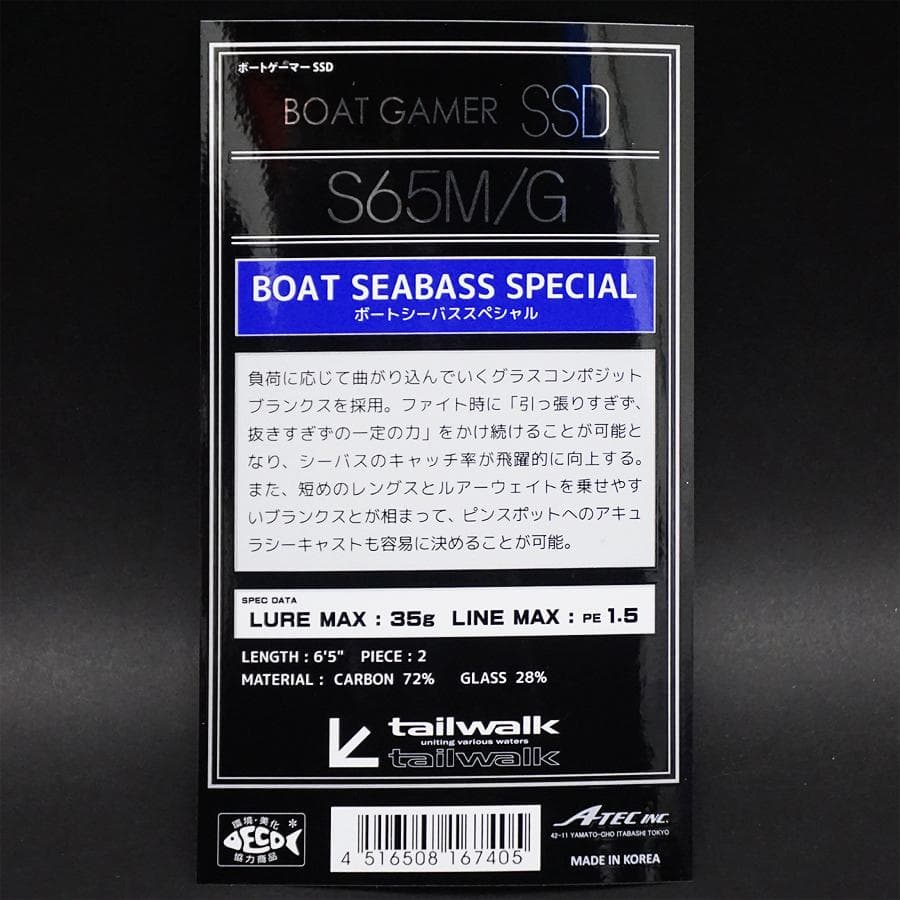 ボートゲーマー SSD
BOAT GAMER SSD
S65M/G
BOAT SEABASS SPECIAL
ボートシーバススペシャル
負荷に応じて曲がり込んでいくグラスコンポジット
ブランクスを採用。ファイト時に「引っ張りすぎず、
抜きすぎずの一定の力」をかけ続けることが可能と
なり、シーバスのキャッチ率が飛躍的に向上する。
また、短めのレングスとルアーウェイトを乗せやす
いブランクスとが相まって、ピンスポットへのアキュ
ラシーキャストも容易に決めることが可能。
SPEC DATA
LURE MAX : 35g LINE MAX : PE 1.5
LENGTH : 6'5" PIECE : 2
MATERIAL : CARBON 72% GLASS 28%
tailwalk
uniting various waters
tailwalk
環境・美化
DECO*
協力商品
4 516508 167405
A-TEC INC.
42-11 YAMATO-CHO ITABASHI TOKYO
MADE IN KOREA